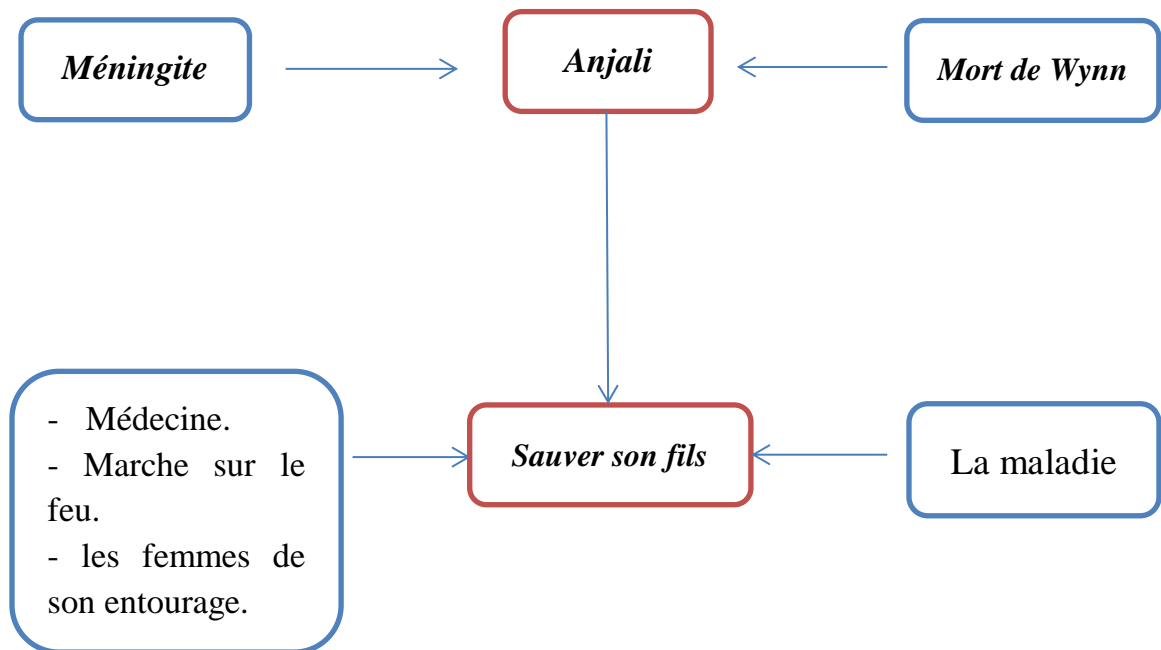 Méningite
Anjali
Mort de Wynn
- Médecine.
- Marche sur le
feu.
- les femmes de
son entourage.
Sauver son fils
La maladie